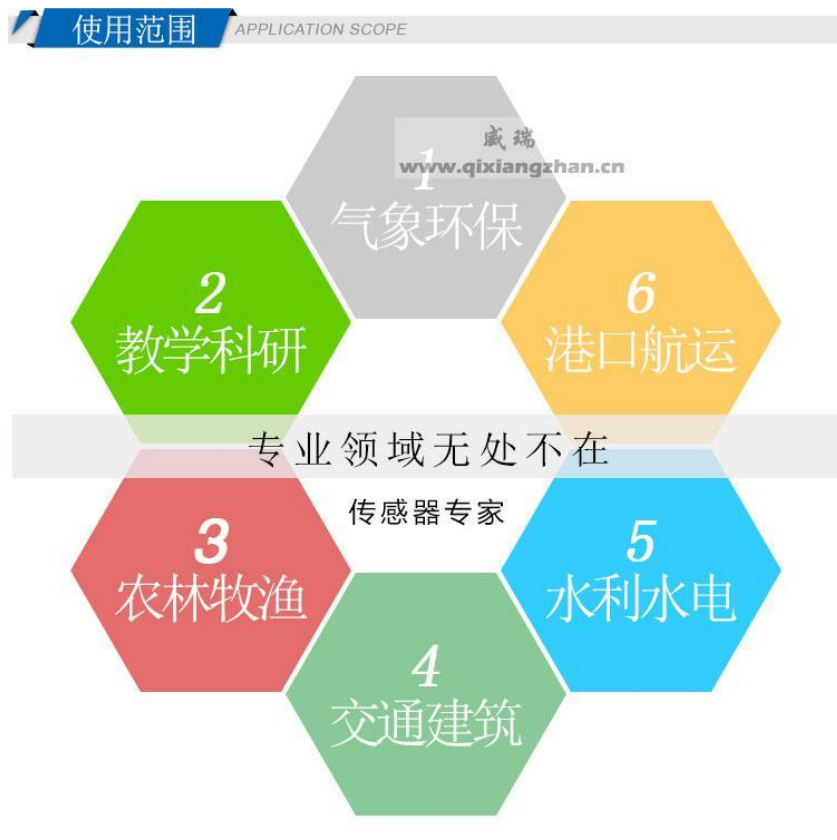 使用范围 APPLICATION SCOPE
威瑞
www.qixiangzhan.cn
1
气象环保
2
教学科研
6
港口航运
专业领域无处不在
传感器专家
3
农林牧渔
5
水利水电
4
交通建筑